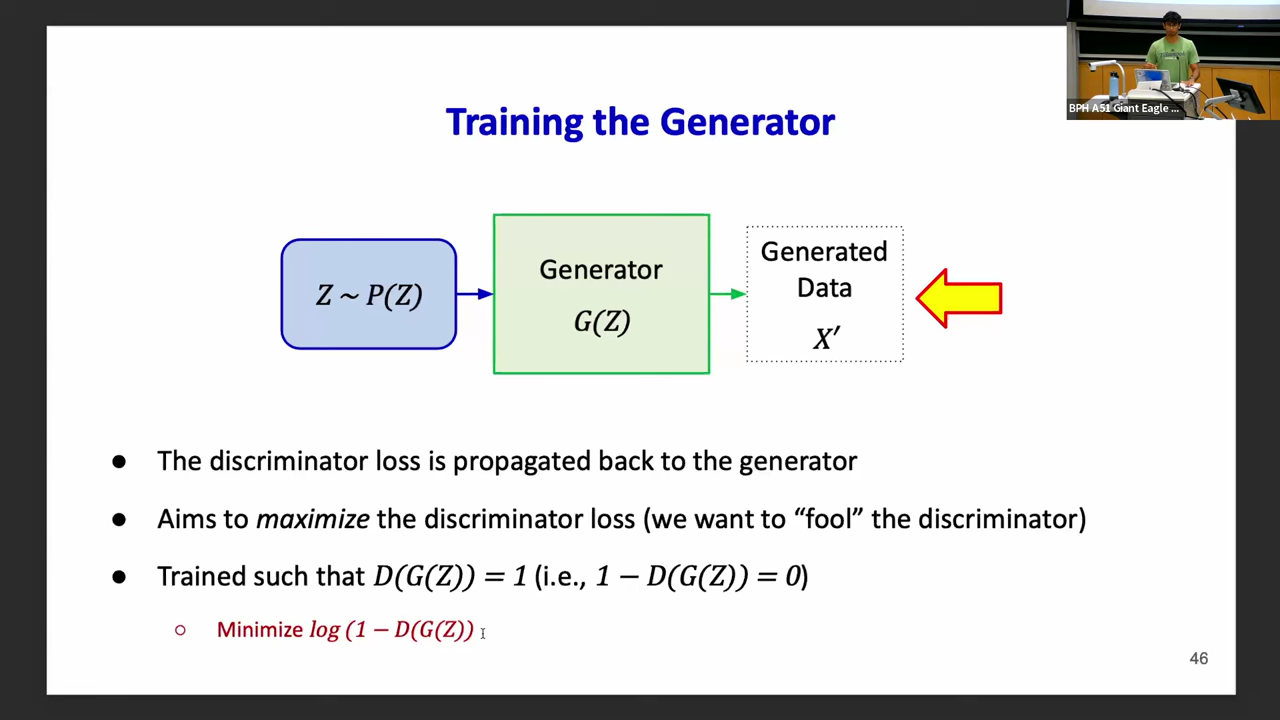 BPH A51 Giant Eagle ...
Training the Generator
Z ~ P(Z)
Generator
G(Z)
Generated
Data
X′
● The discriminator loss is propagated back to the generator
● Aims to maximize the discriminator loss (we want to “fool” the discriminator)
● Trained such that D(G(Z)) = 1 (i.e., 1 − D(G(Z)) = 0)
○ Minimize log (1 − D(G(Z))
46